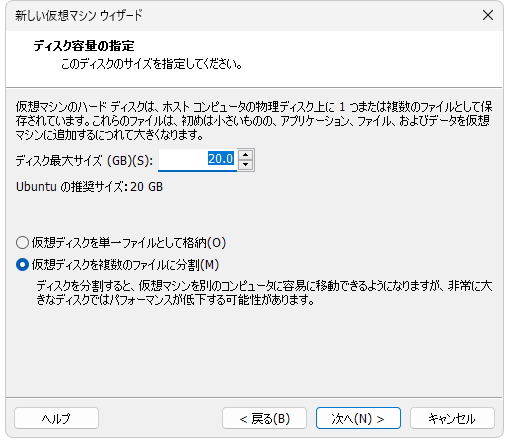 新しい仮想マシン ウィザード
ディスク容量の指定
このディスクのサイズを指定してください。
仮想マシンのハード ディスクは、ホスト コンピュータの物理ディスク上に 1 つまたは複数のファイルとして保
存されています。これらのファイルは、初めは小さいものの、アプリケーション、ファイル、およびデータを仮想
マシンに追加するにつれて大きくなります。
ディスク最大サイズ (GB)(S): 20.0
Ubuntu の推奨サイズ: 20 GB
仮想ディスクを単一ファイルとして格納(O)
仮想ディスクを複数のファイルに分割(M)
ディスクを分割すると、仮想マシンを別のコンピュータに容易に移動できるようになりますが、非常に大
きなディスクではパフォーマンスが低下する可能性があります。
ヘルプ < 戻る(B) 次へ(N) > キャンセル